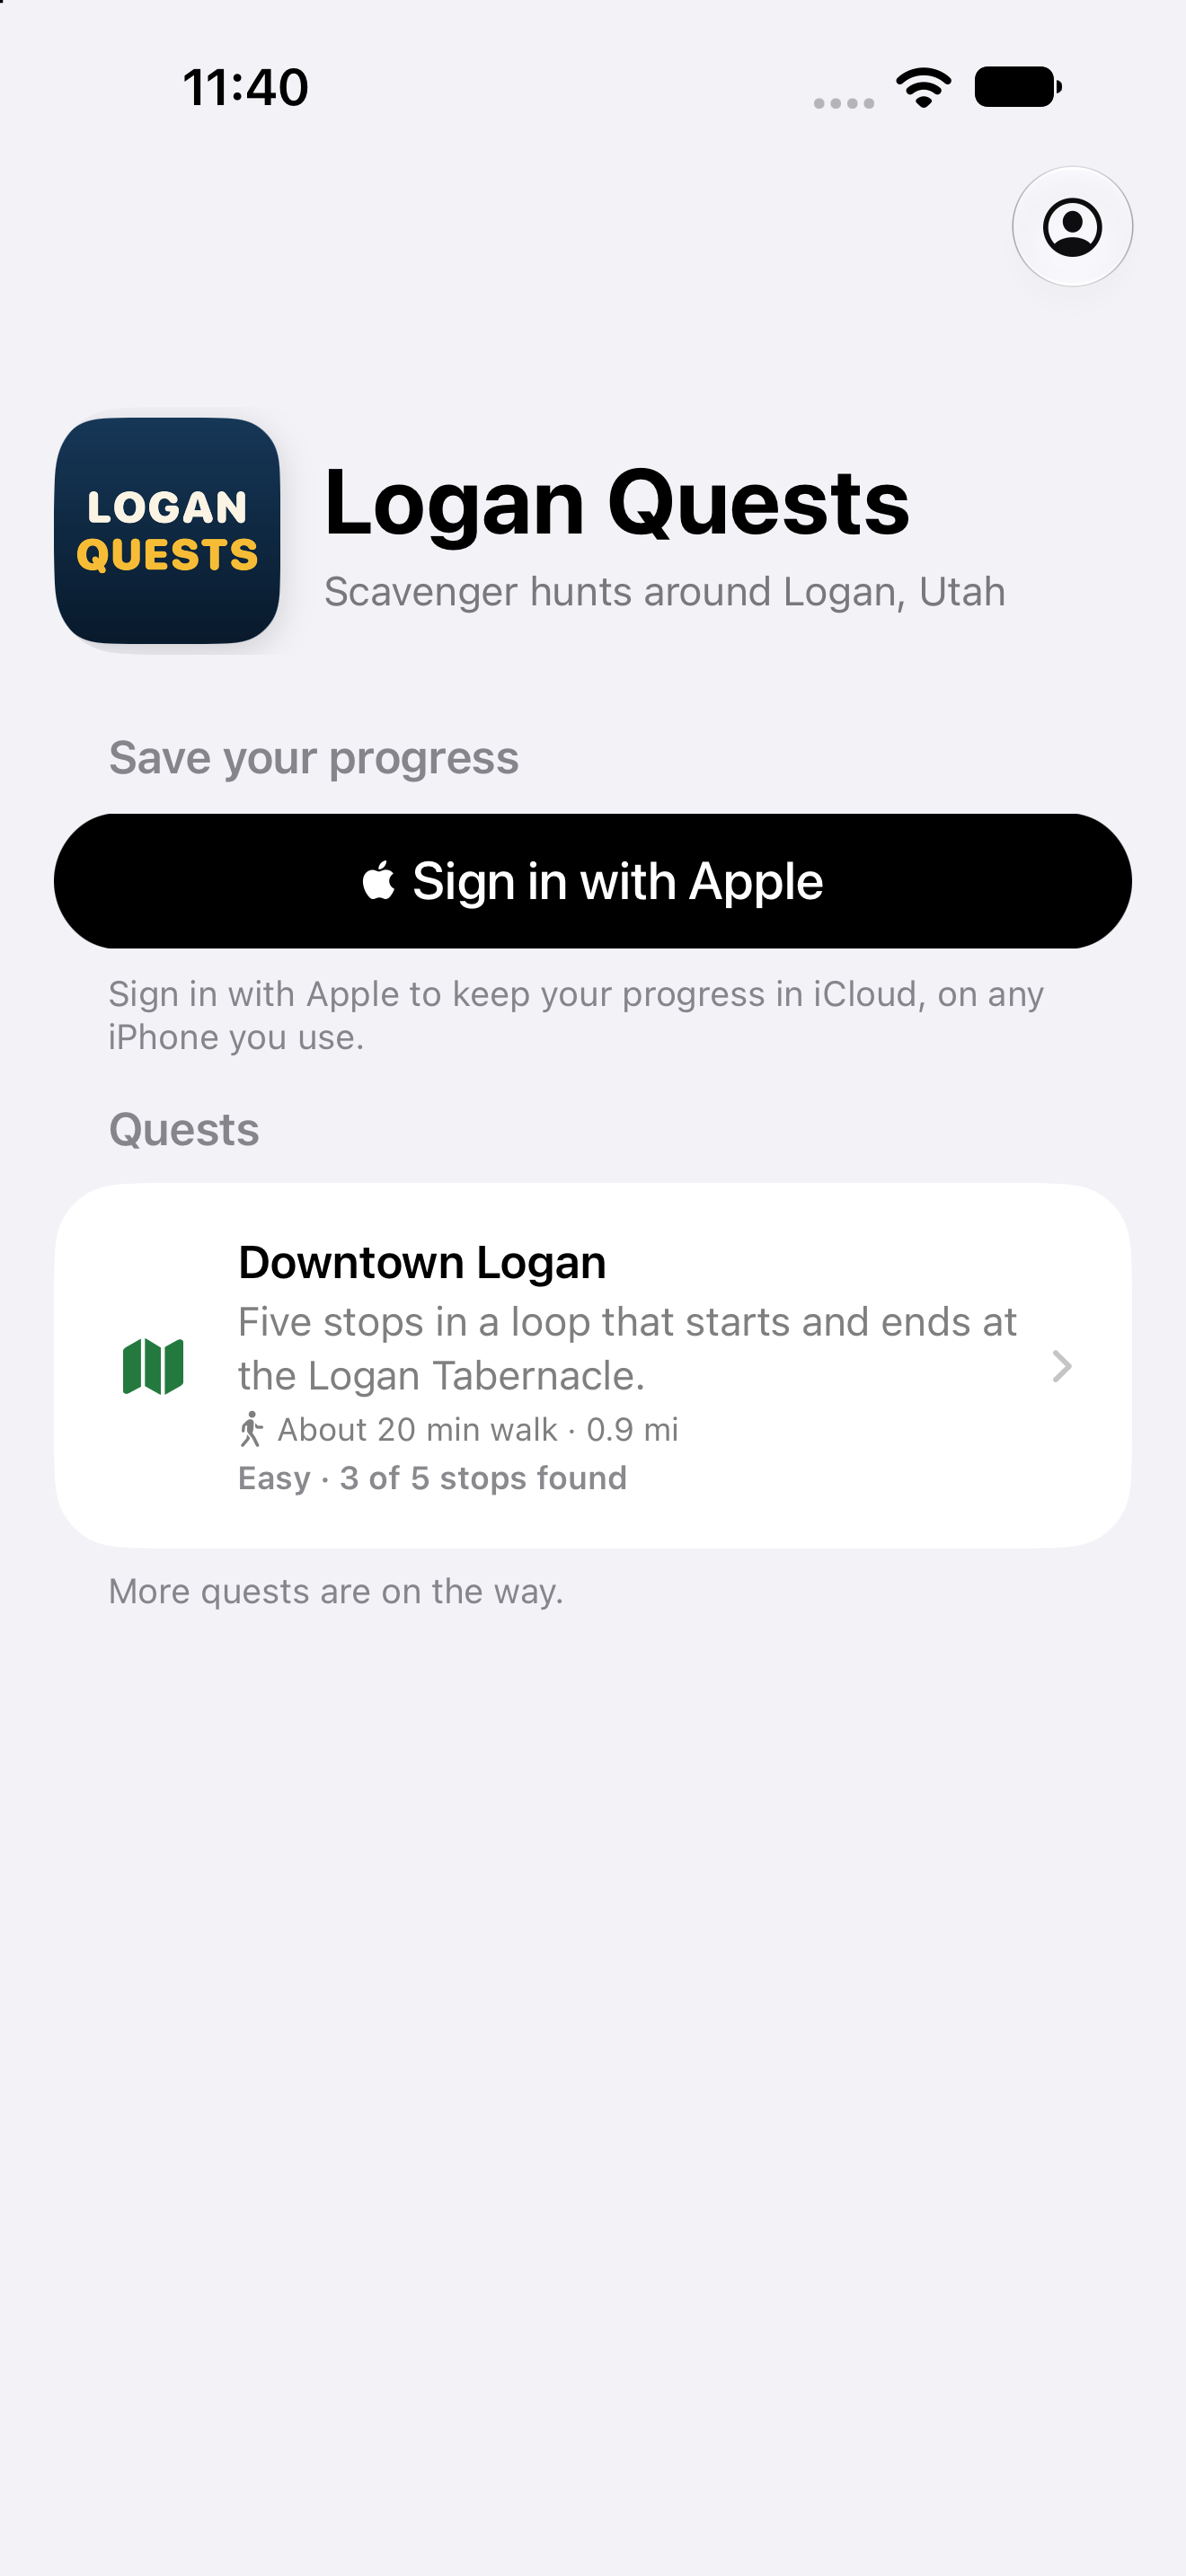 11:40
LOGAN
QUESTS
Logan Quests
Scavenger hunts around Logan, Utah
Save your progress
Sign in with Apple
Sign in with Apple to keep your progress in iCloud, on any
iPhone you use.
Quests
Downtown Logan
Five stops in a loop that starts and ends at
the Logan Tabernacle.
About 20 min walk · 0.9 mi
Easy · 3 of 5 stops found
More quests are on the way.